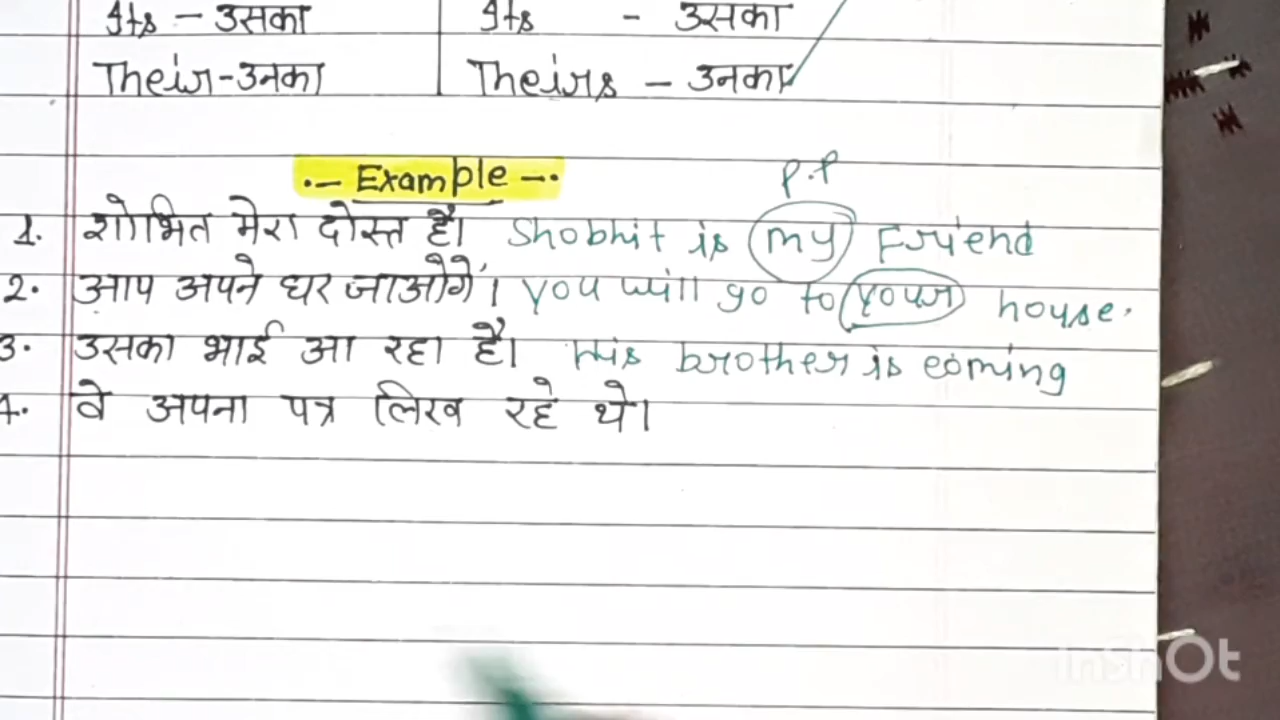 Its - उसका Its - उसका
Their - उनका Theirs - उनका
.- Example -.
P.P
1. शोभित मेरा दोस्त है। Shobhit is my Friend
2. आप अपने घर जाओगे। you will go to your house.
3. उसका भाई आ रहा है। His brother is coming
4. वे अपना पत्र लिख रहे थे।
InShOt